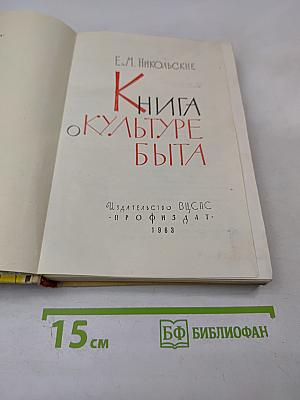 Е. и М. Никольские
Книга
о культуре
быта
Издательство ВЦСПС
·ПРОФИЗДАТ·
1963
15 см
БФ БИБЛИОФАН